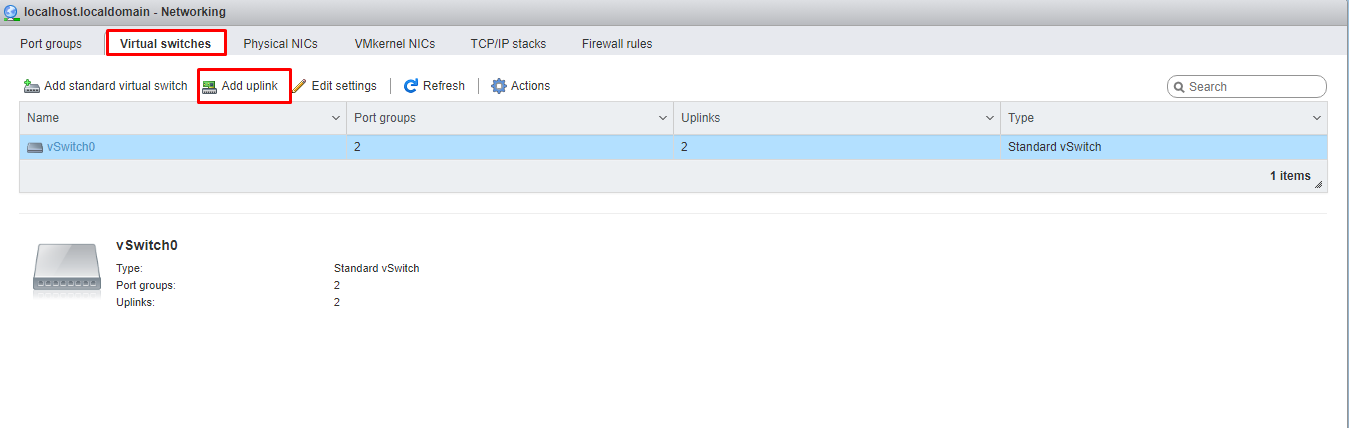 localhost.localdomain - Networking
Port groups Virtual switches Physical NICs VMkernel NICs TCP/IP stacks Firewall rules
Add standard virtual switch Add uplink Edit settings Refresh Actions Search
Name Port groups Uplinks Type
vSwitch0 2 2 Standard vSwitch
1 items
vSwitch0
Type: Standard vSwitch
Port groups: 2
Uplinks: 2